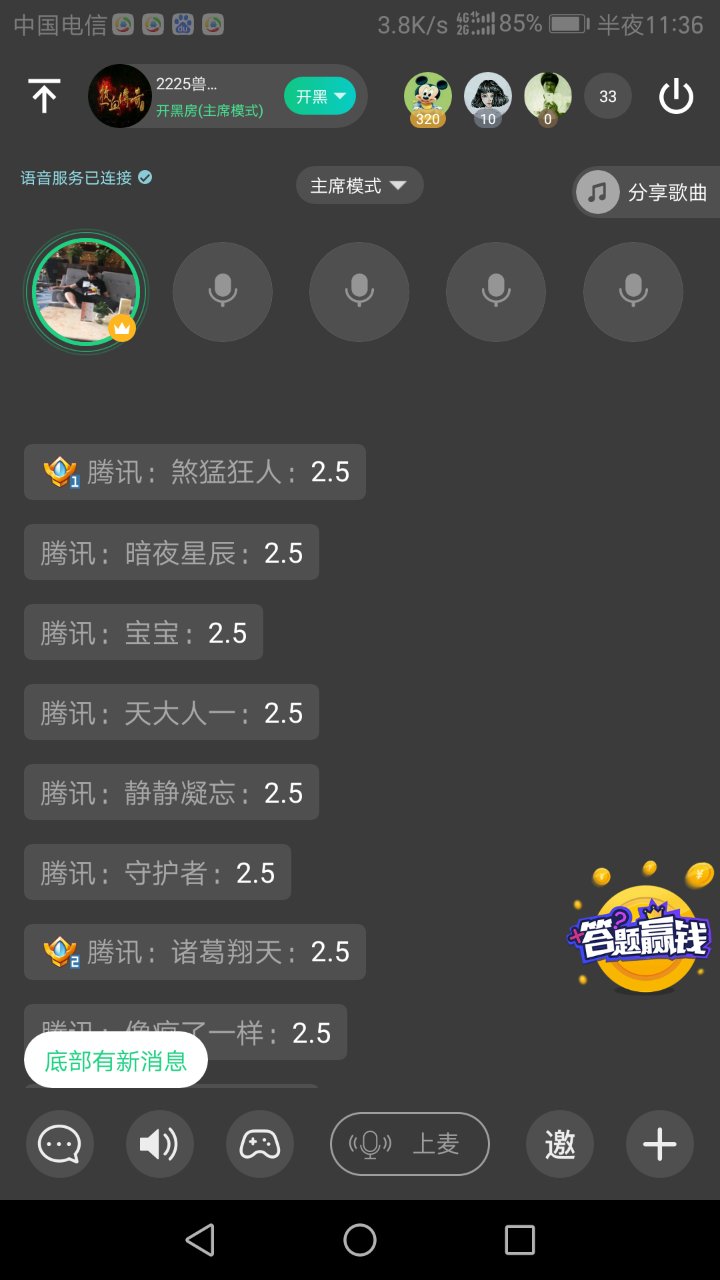 中国电信 3.8K/s 4G 2G 85% 半夜11:36
2225兽...
开黑房(主席模式)
开黑
320 10 0 33
语音服务已连接
主席模式
分享歌曲
1 腾讯：煞猛狂人：2.5
腾讯：暗夜星辰：2.5
腾讯：宝宝：2.5
腾讯：天大人一：2.5
腾讯：静静凝忘：2.5
腾讯：守护者：2.5
答题赢钱
2 腾讯：诸葛翔天：2.5
腾讯：像疯了一样：2.5
底部有新消息
上麦 邀